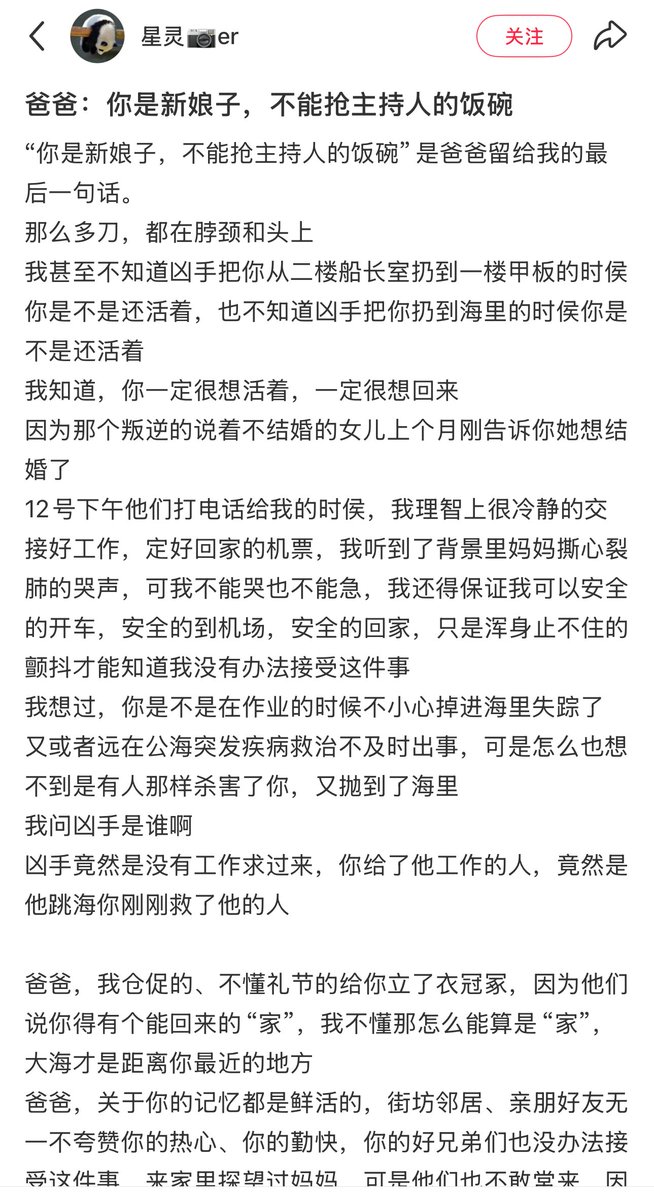 星灵er
关注
爸爸：你是新娘子，不能抢主持人的饭碗
“你是新娘子，不能抢主持人的饭碗” 是爸爸留给我的最
后一句话。
那么多刀，都在脖颈和头上
我甚至不知道凶手把你从二楼船长室扔到一楼甲板的时侯
你是不是还活着，也不知道凶手把你扔到海里的时侯你是
不是还活着
我知道，你一定很想活着，一定很想回来
因为那个叛逆的说着不结婚的女儿上个月刚告诉你她想结
婚了
12号下午他们打电话给我的时侯，我理智上很冷静的交
接好工作，定好回家的机票，我听到了背景里妈妈撕心裂
肺的哭声，可我不能哭也不能急，我还得保证我可以安全
的开车，安全的到机场，安全的回家，只是浑身止不住的
颤抖才能知道我没有办法接受这件事
我想过，你是不是在作业的时候不小心掉进海里失踪了
又或者远在公海突发疾病救治不及时出事，可是怎么也想
不到是有人那样杀害了你，又抛到了海里
我问凶手是谁啊
凶手竟然是没有工作求过来，你给了他工作的人，竟然是
他跳海你刚刚救了他的人
爸爸，我仓促的、不懂礼节的给你立了衣冠冢，因为他们
说你得有个能回来的 “家”，我不懂那怎么能算是 “家”，
大海才是距离你最近的地方
爸爸，关于你的记忆都是鲜活的，街坊邻居、亲朋好友无
一不夸赞你的热心、你的勤快，你的好兄弟们也没办法接
受这件事，来家里探望过妈妈，可是他们也不敢常来，因